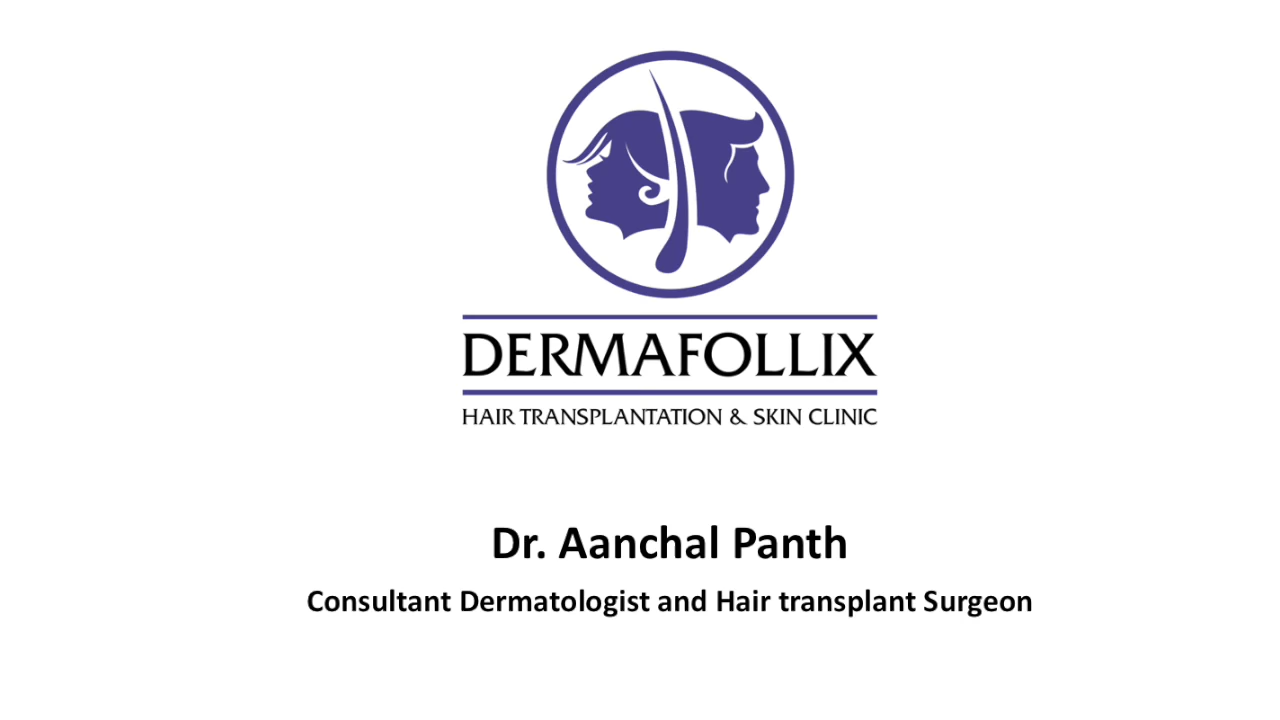 DERMAFOLLIX
HAIR TRANSPLANTATION & SKIN CLINIC
Dr. Aanchal Panth
Consultant Dermatologist and Hair transplant Surgeon